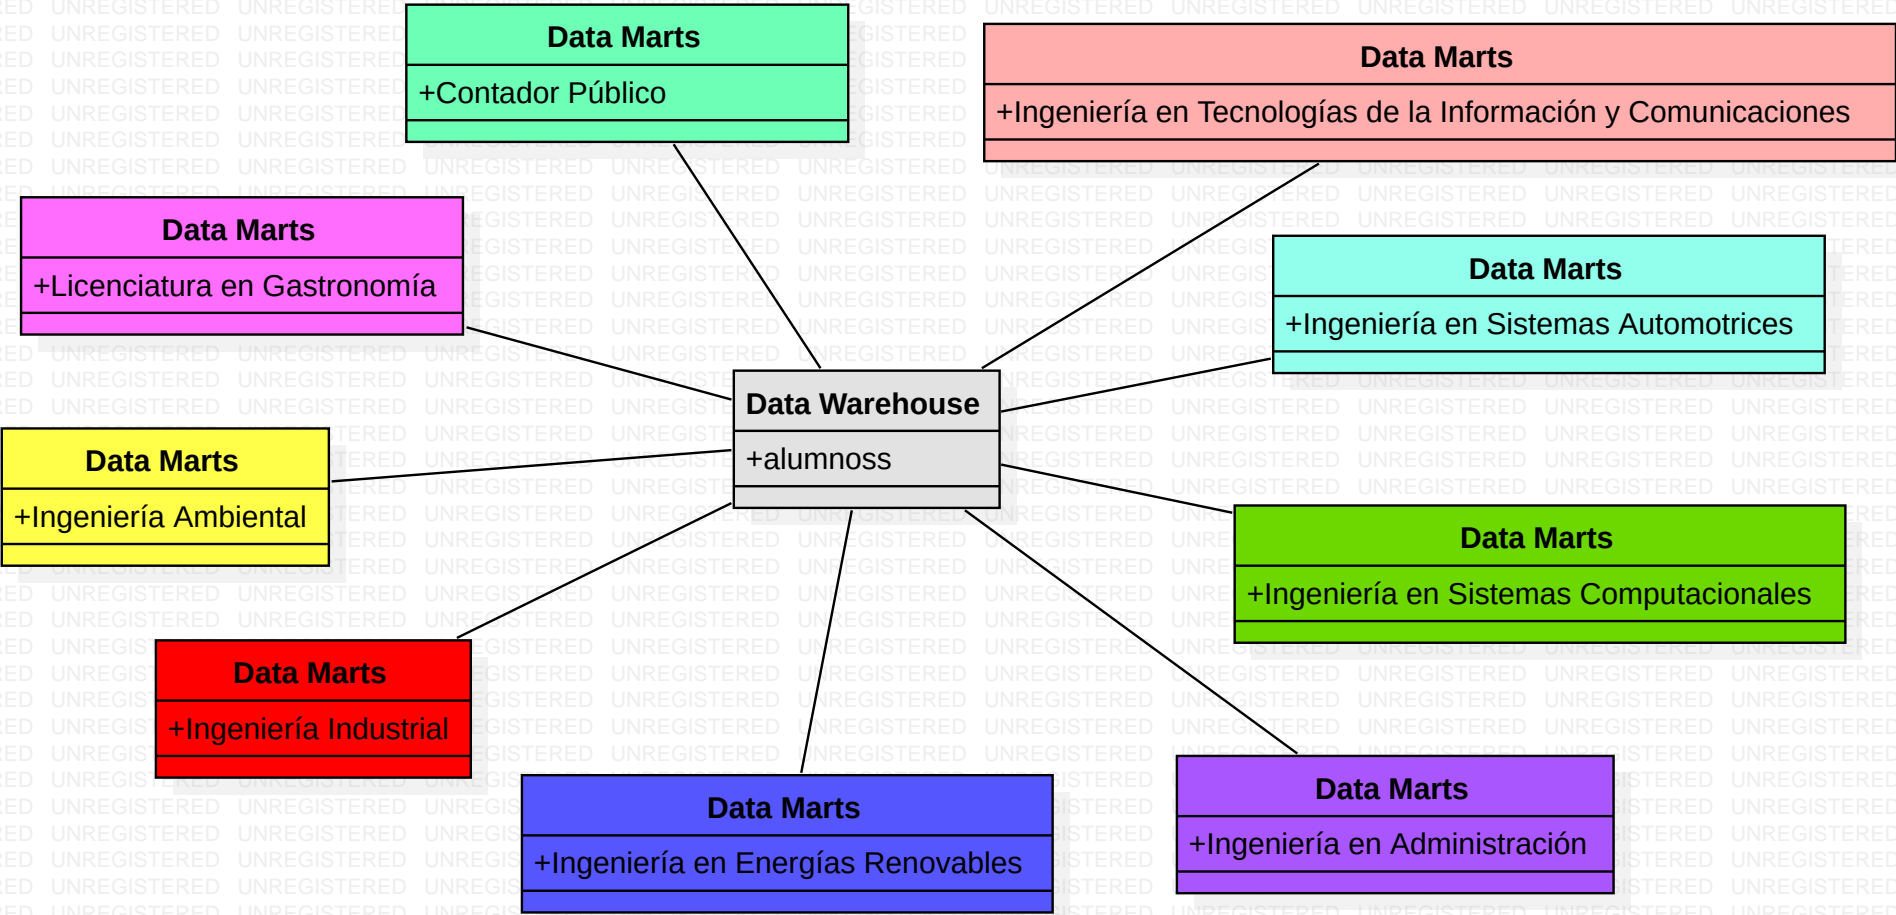 Data Marts
+Contador Público
Data Marts
+Ingeniería en Tecnologías de la Información y Comunicaciones
Data Marts
+Licenciatura en Gastronomía
Data Marts
+Ingeniería en Sistemas Automotrices
Data Warehouse
+alumnoss
Data Marts
+Ingeniería Ambiental
Data Marts
+Ingeniería en Sistemas Computacionales
Data Marts
+Ingeniería Industrial
Data Marts
+Ingeniería en Energías Renovables
Data Marts
+Ingeniería en Administración
UNREGISTERED